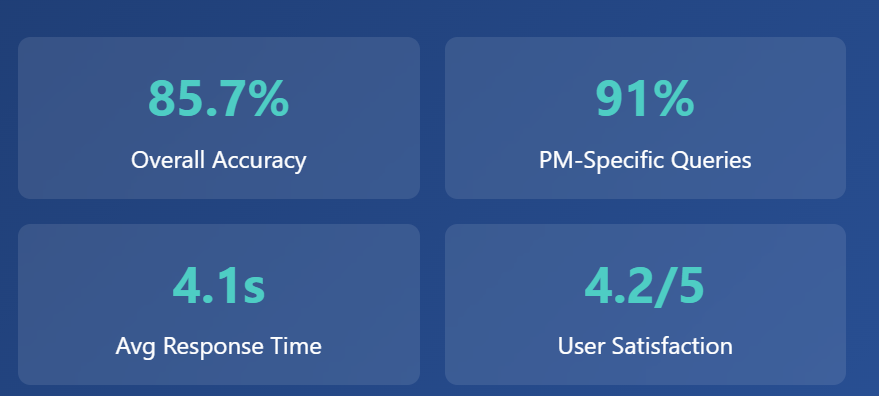 85.7%
91%
Overall Accuracy
PM-Specific Queries
4.1s
4.2/5
Avg Response Time
User Satisfaction